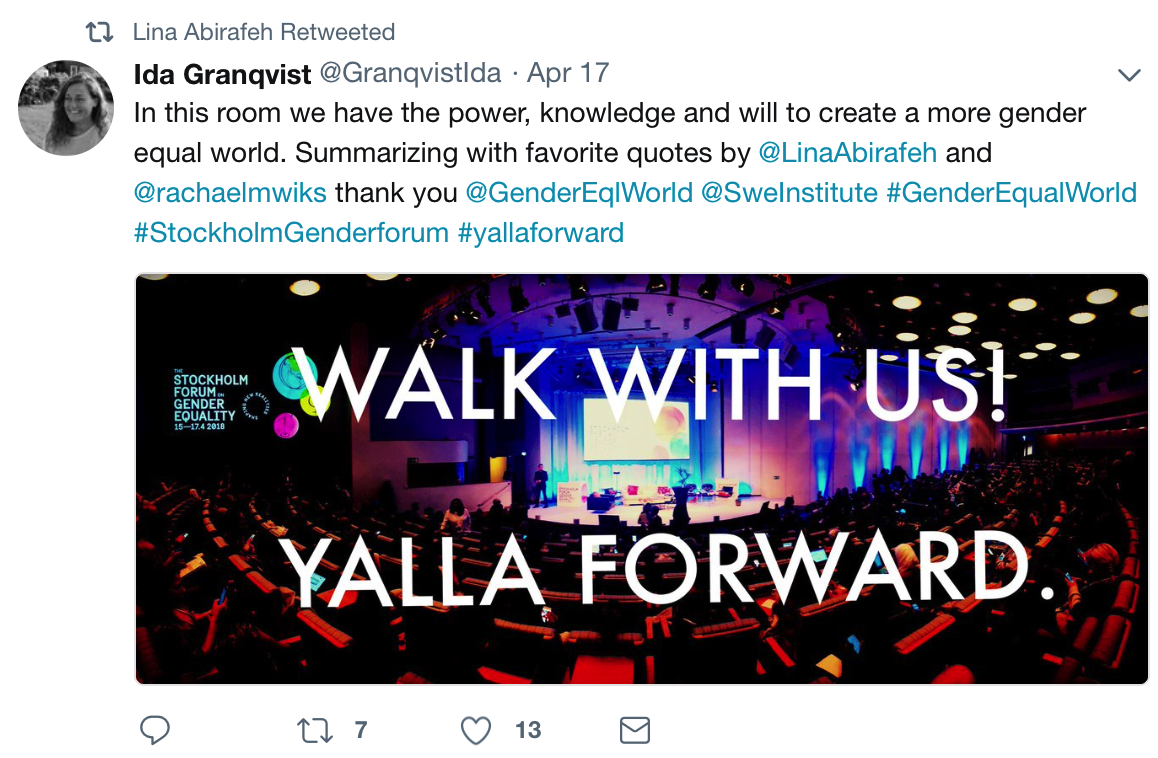 Lina Abirafeh Retweeted
Ida Granqvist @GranqvistIda · Apr 17
In this room we have the power, knowledge and will to create a more gender
equal world. Summarizing with favorite quotes by @LinaAbirafeh and
@rachaelmwiks thank you @GenderEqlWorld @SweInstitute #GenderEqualWorld
#StockholmGenderforum #yallaforward
WALK WITH US!
THE
STOCKHOLM
FORUM ON
GENDER
EQUALITY
15—17.4 2018
YALLA FORWARD.
7
13